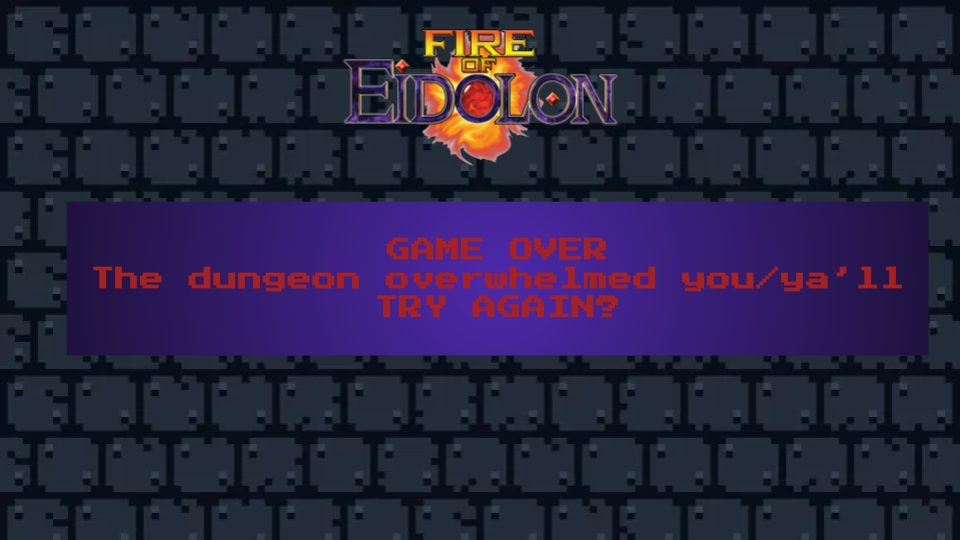 FIRE
OF
EIDOLON
GAME OVER
The dungeon overwhelmed you/ya'll
TRY AGAIN?